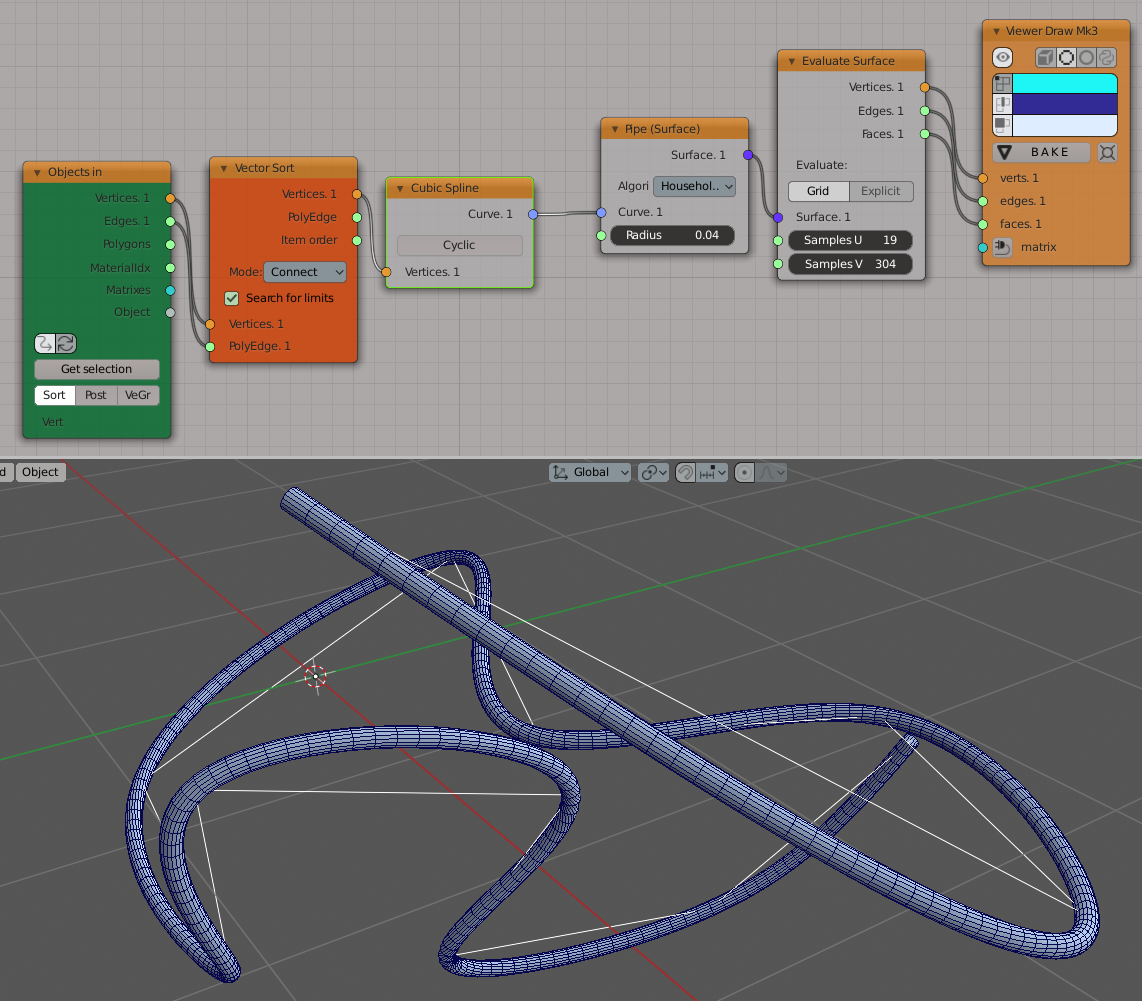 Objects in
Vertices. 1
Edges. 1
Polygons
MaterialIdx
Matrixes
Object
Get selection
Sort Post VeGr
Vert
Vector Sort
Vertices. 1
PolyEdge
Item order
Mode: Connect
Search for limits
Vertices. 1
PolyEdge. 1
Cubic Spline
Curve. 1
Cyclic
Vertices. 1
Pipe (Surface)
Surface. 1
Algori Househol..
Curve. 1
Radius 0.04
Evaluate Surface
Vertices. 1
Edges. 1
Faces. 1
Evaluate:
Grid Explicit
Surface. 1
Samples U 19
Samples V 304
Viewer Draw Mk3
BAKE
verts. 1
edges. 1
faces. 1
matrix
d Object Global